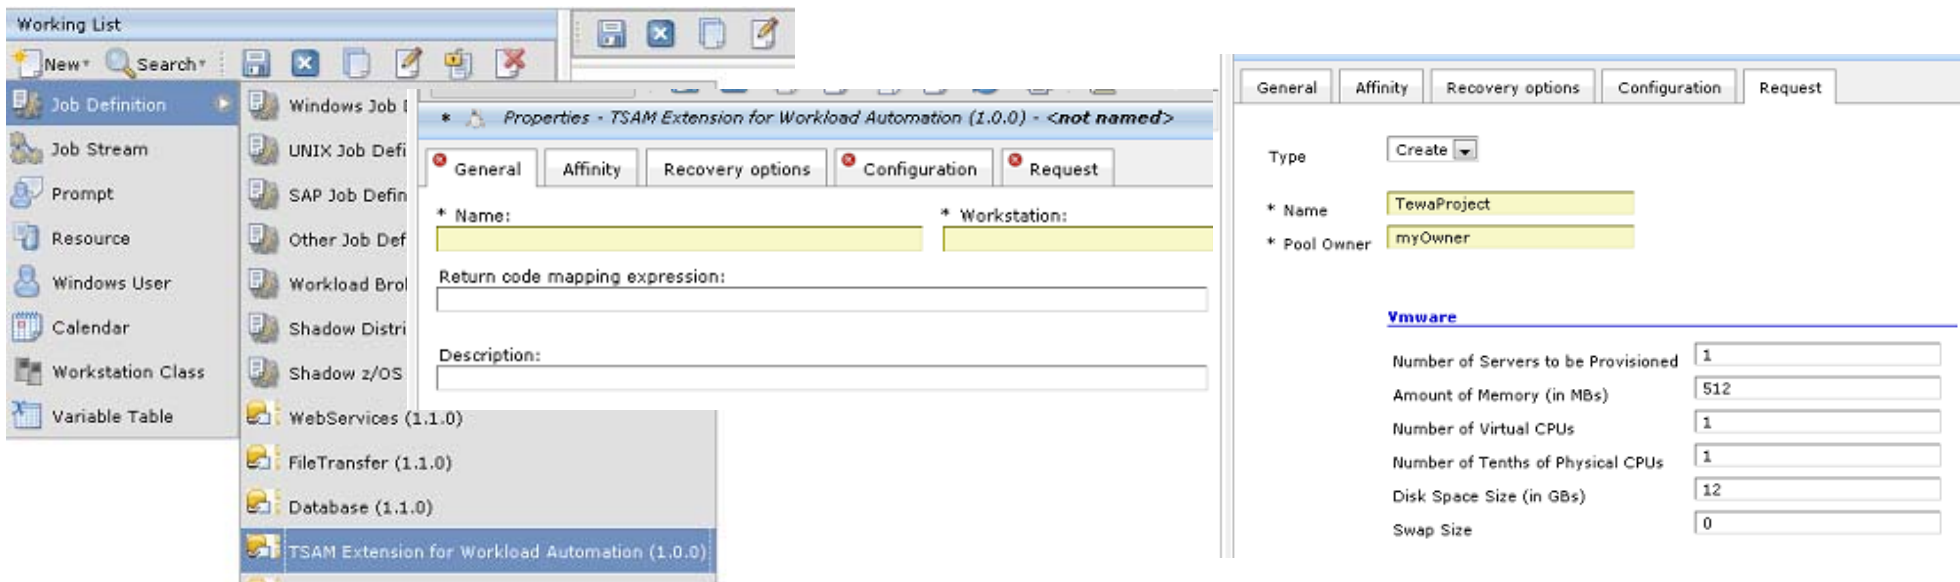 Working List
New Search
Job Definition
Job Stream
Prompt
Resource
Windows User
Calendar
Workstation Class
Variable Table
Windows Job D
UNIX Job Defi
SAP Job Defin
Other Job Def
Workload Bro
Shadow Distri
Shadow z/OS
WebServices (1.1.0)
FileTransfer (1.1.0)
Database (1.1.0)
TSAM Extension for Workload Automation (1.0.0)
* Properties - TSAM Extension for Workload Automation (1.0.0) - <not named>
General Affinity Recovery options Configuration Request
* Name: * Workstation:
Return code mapping expression:
Description:
General Affinity Recovery options Configuration Request
Type Create
* Name TewaProject
* Pool Owner myOwner
Vmware
Number of Servers to be Provisioned 1
Amount of Memory (in MBs) 512
Number of Virtual CPUs 1
Number of Tenths of Physical CPUs 1
Disk Space Size (in GBs) 12
Swap Size 0